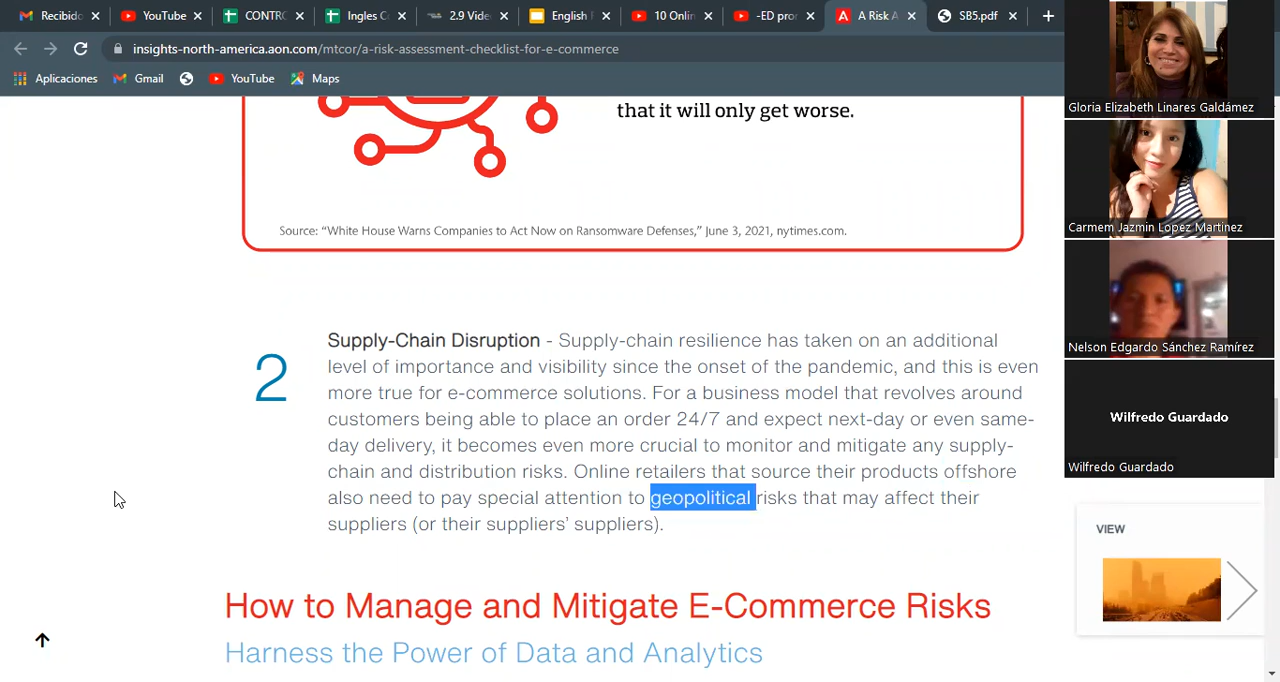 Recibido
YouTube
CONTRO
Ingles Co
2.9 Vide
English F
10 Onlin
-ED pron
A Risk A
SB5.pdf
insights-north-america.aon.com/mtcor/a-risk-assessment-checklist-for-e-commerce
Aplicaciones
Gmail
YouTube
Maps
that it will only get worse.
Source: “White House Warns Companies to Act Now on Ransomware Defenses,” June 3, 2021, nytimes.com.
2
Supply-Chain Disruption - Supply-chain resilience has taken on an additional
level of importance and visibility since the onset of the pandemic, and this is even
more true for e-commerce solutions. For a business model that revolves around
customers being able to place an order 24/7 and expect next-day or even same-
day delivery, it becomes even more crucial to monitor and mitigate any supply-
chain and distribution risks. Online retailers that source their products offshore
also need to pay special attention to geopolitical risks that may affect their
suppliers (or their suppliers’ suppliers).
How to Manage and Mitigate E-Commerce Risks
Harness the Power of Data and Analytics
Gloria Elizabeth Linares Galdámez
Carmem Jazmin Lopez Martinez
Nelson Edgardo Sánchez Ramírez
Wilfredo Guardado
Wilfredo Guardado
VIEW